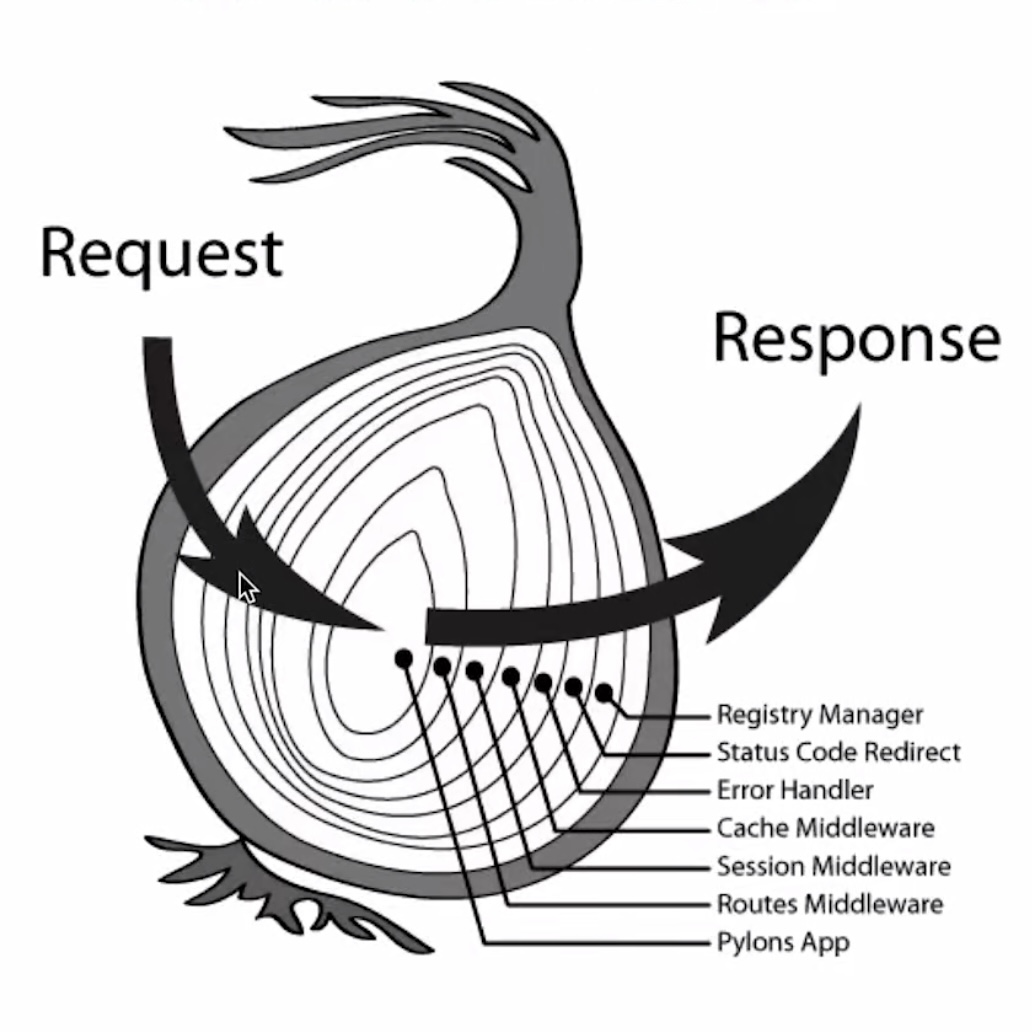 Request
Response
Registry Manager
Status Code Redirect
Error Handler
Cache Middleware
Session Middleware
Routes Middleware
Pylons App